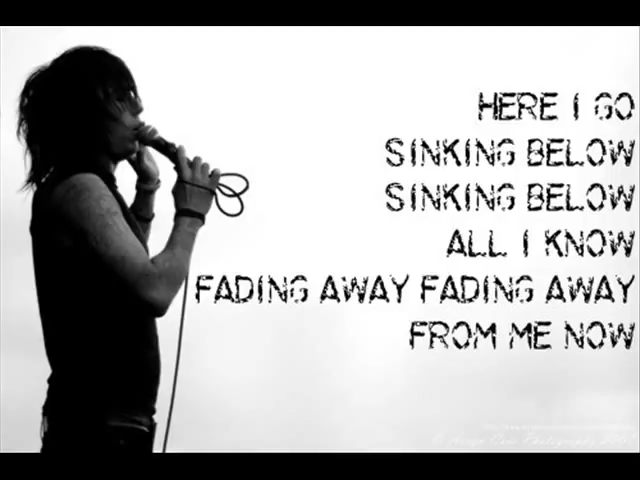 HERE I GO
SINKING BELOW
SINKING BELOW
ALL I KNOW
FADING AWAY FADING AWAY
FROM ME NOW